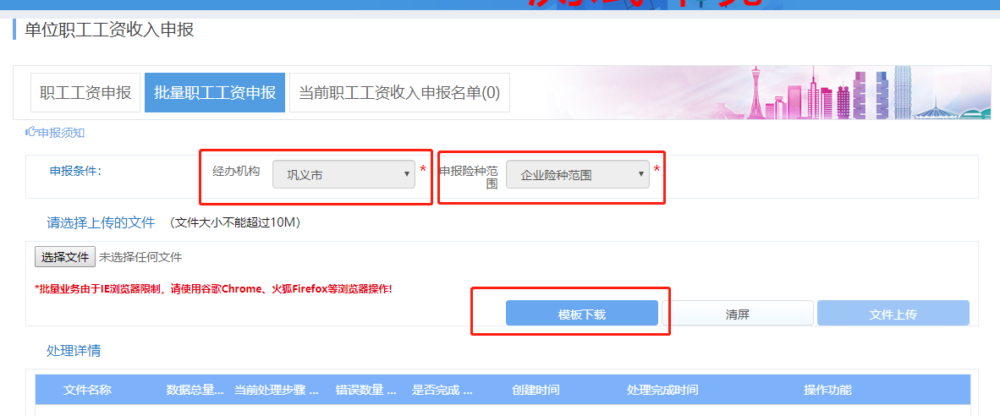 单位职工工资收入申报
职工工资申报 批量职工工资申报 当前职工工资收入申报名单(0)
申报须知
申报条件: 经办机构 巩义市 * 申报险种范围 企业险种范围 *
请选择上传的文件 (文件大小不能超过10M)
选择文件 未选择任何文件
*批量业务由于IE浏览器限制，请使用谷歌Chrome、火狐Firefox等浏览器操作!
模板下载 清屏 文件上传
处理详情
文件名称 数据总量... 当前处理步骤 ... 错误数量 ... 是否完成 ... 创建时间 处理完成时间 操作功能